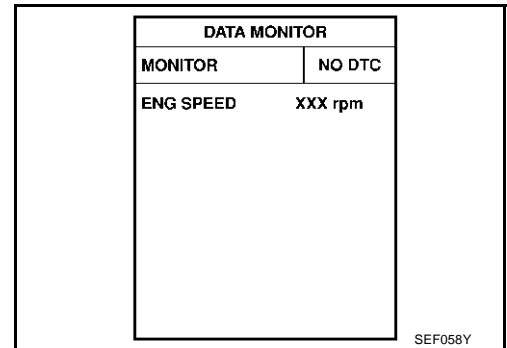 DATA MONITOR
MONITOR NO DTC
ENG SPEED XXX rpm
SEF058Y